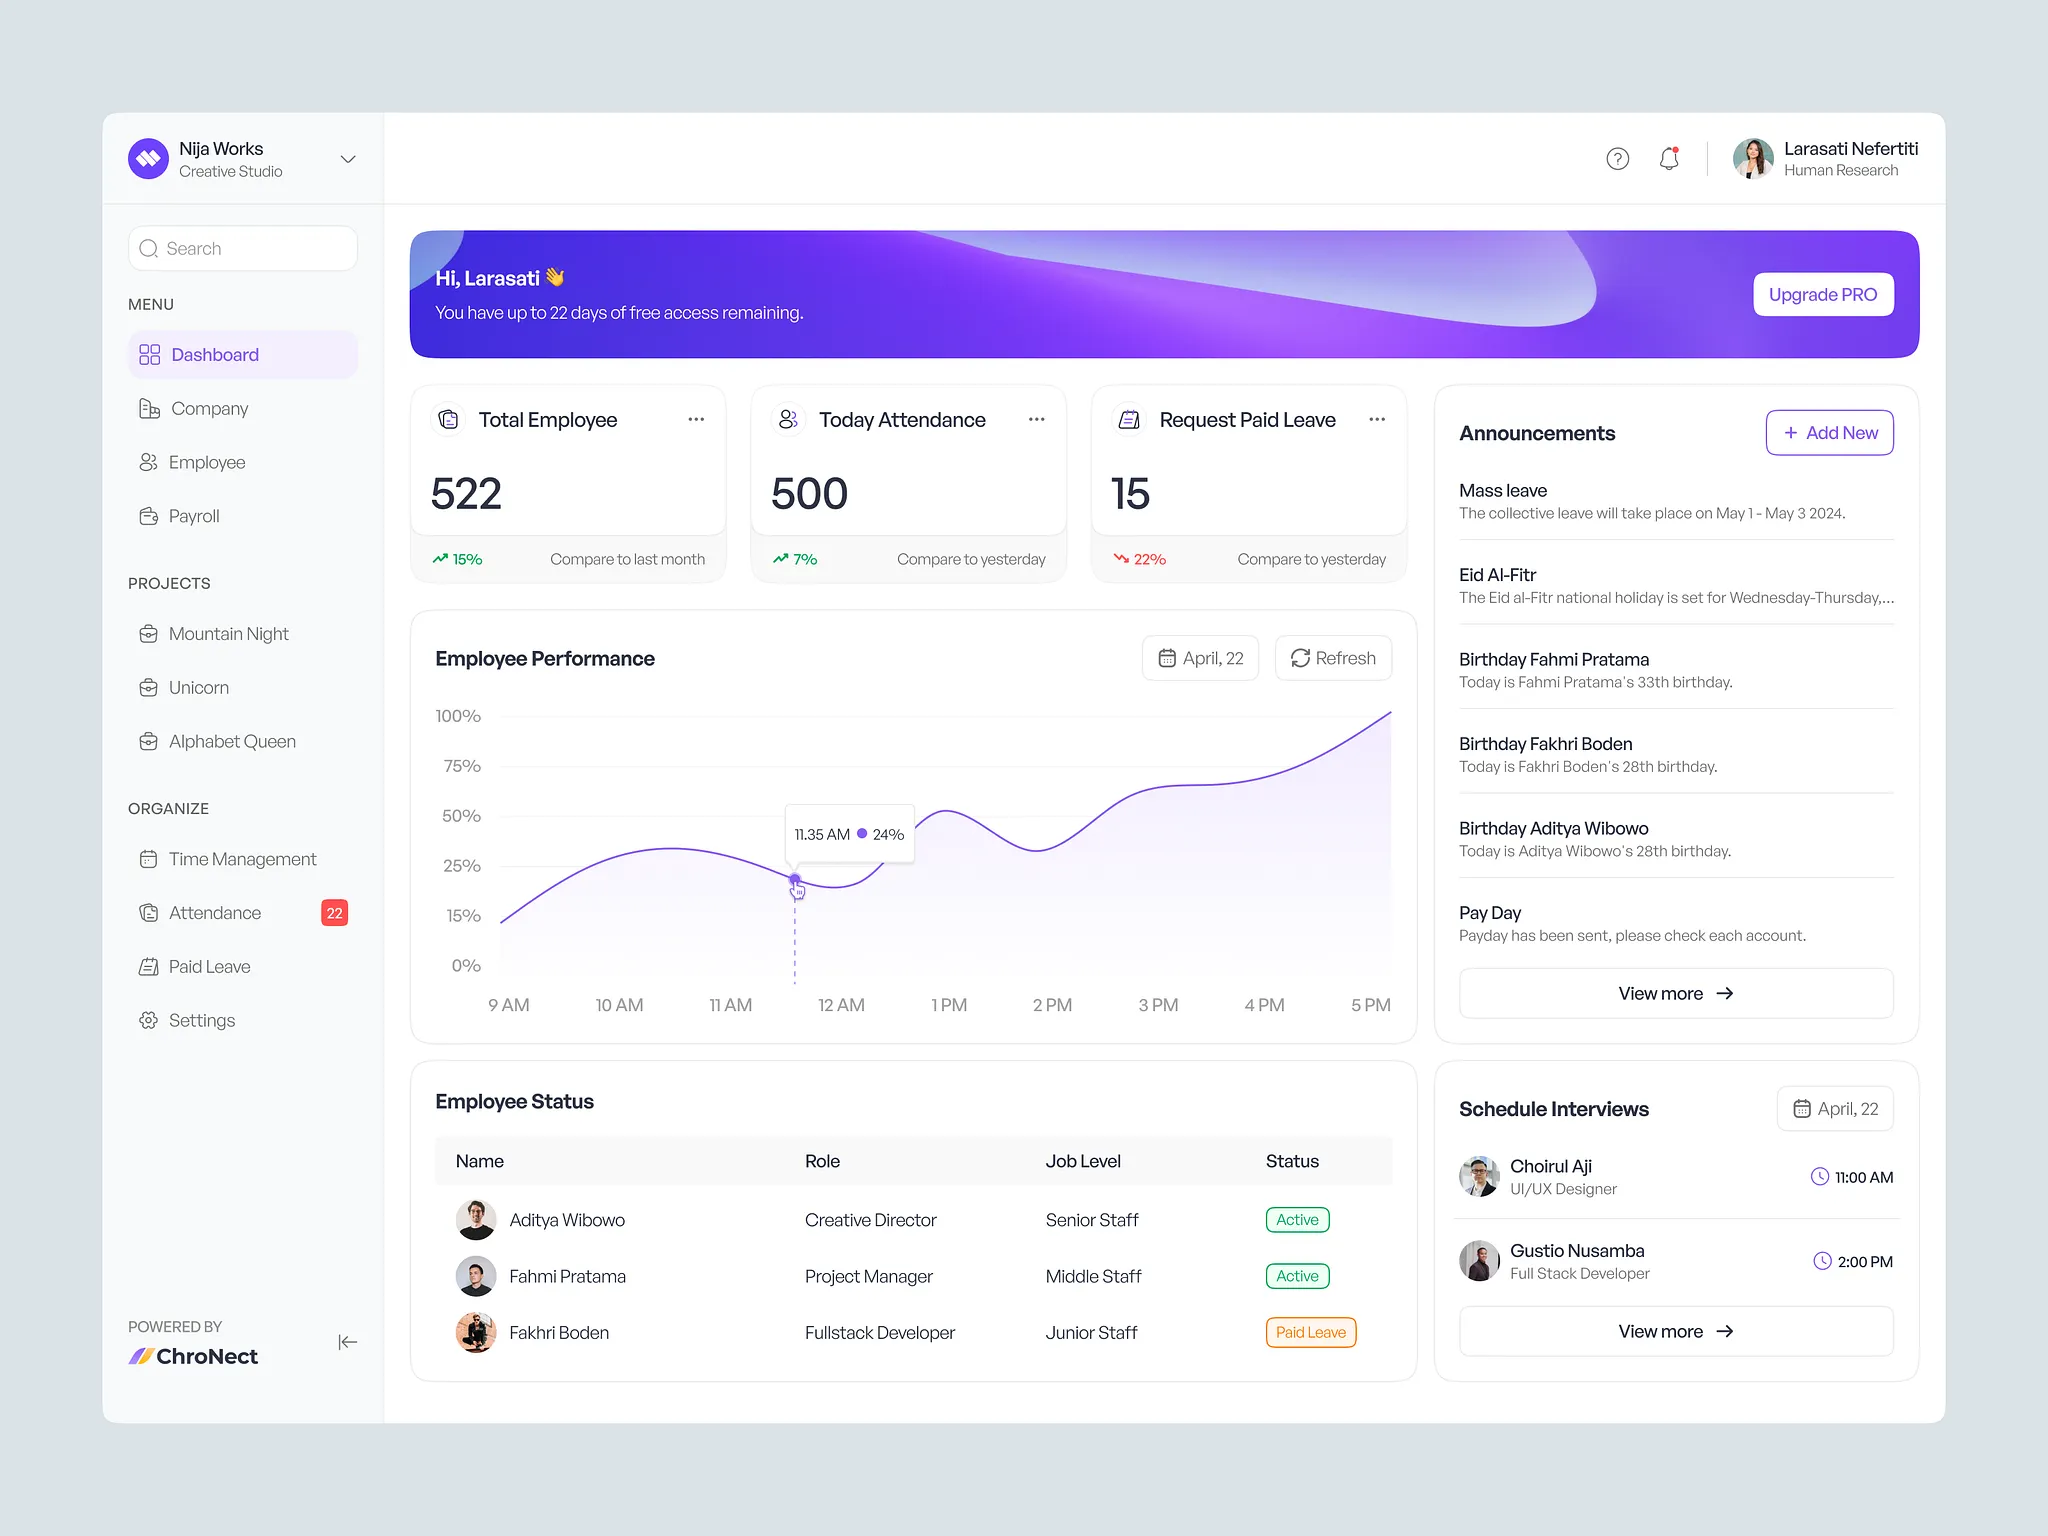 Nija Works
Creative Studio
Search
MENU
Dashboard
Company
Employee
Payroll
PROJECTS
Mountain Night
Unicorn
Alphabet Queen
ORGANIZE
Time Management
Attendance 22
Paid Leave
Settings
POWERED BY
ChroNect
?
Larasati Nefertiti
Human Research
Hi, Larasati 👋
You have up to 22 days of free access remaining.
Upgrade PRO
Total Employee
522
15% Compare to last month
Today Attendance
500
7% Compare to yesterday
Request Paid Leave
15
22% Compare to yesterday
Employee Performance
April, 22
Refresh
100%
75%
50%
25%
15%
0%
11.35 AM 24%
9 AM 10 AM 11 AM 12 AM 1 PM 2 PM 3 PM 4 PM 5 PM
Announcements
+ Add New
Mass leave
The collective leave will take place on May 1 - May 3 2024.
Eid Al-Fitr
The Eid al-Fitr national holiday is set for Wednesday-Thursday,...
Birthday Fahmi Pratama
Today is Fahmi Pratama's 33th birthday.
Birthday Fakhri Boden
Today is Fakhri Boden's 28th birthday.
Birthday Aditya Wibowo
Today is Aditya Wibowo's 28th birthday.
Pay Day
Payday has been sent, please check each account.
View more →
Employee Status
Name Role Job Level Status
Aditya Wibowo Creative Director Senior Staff Active
Fahmi Pratama Project Manager Middle Staff Active
Fakhri Boden Fullstack Developer Junior Staff Paid Leave
Schedule Interviews
April, 22
Choirul Aji
UI/UX Designer
11:00 AM
Gustio Nusamba
Full Stack Developer
2:00 PM
View more →